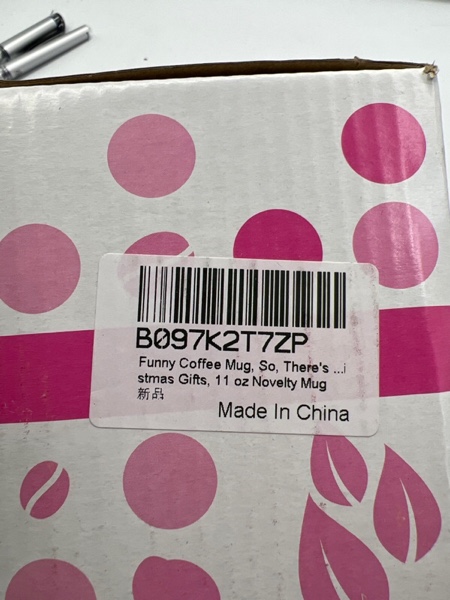 B097K2T7ZP
Funny Coffee Mug, So, There's ...i
stmas Gifts, 11 oz Novelty Mug
新品
Made In China